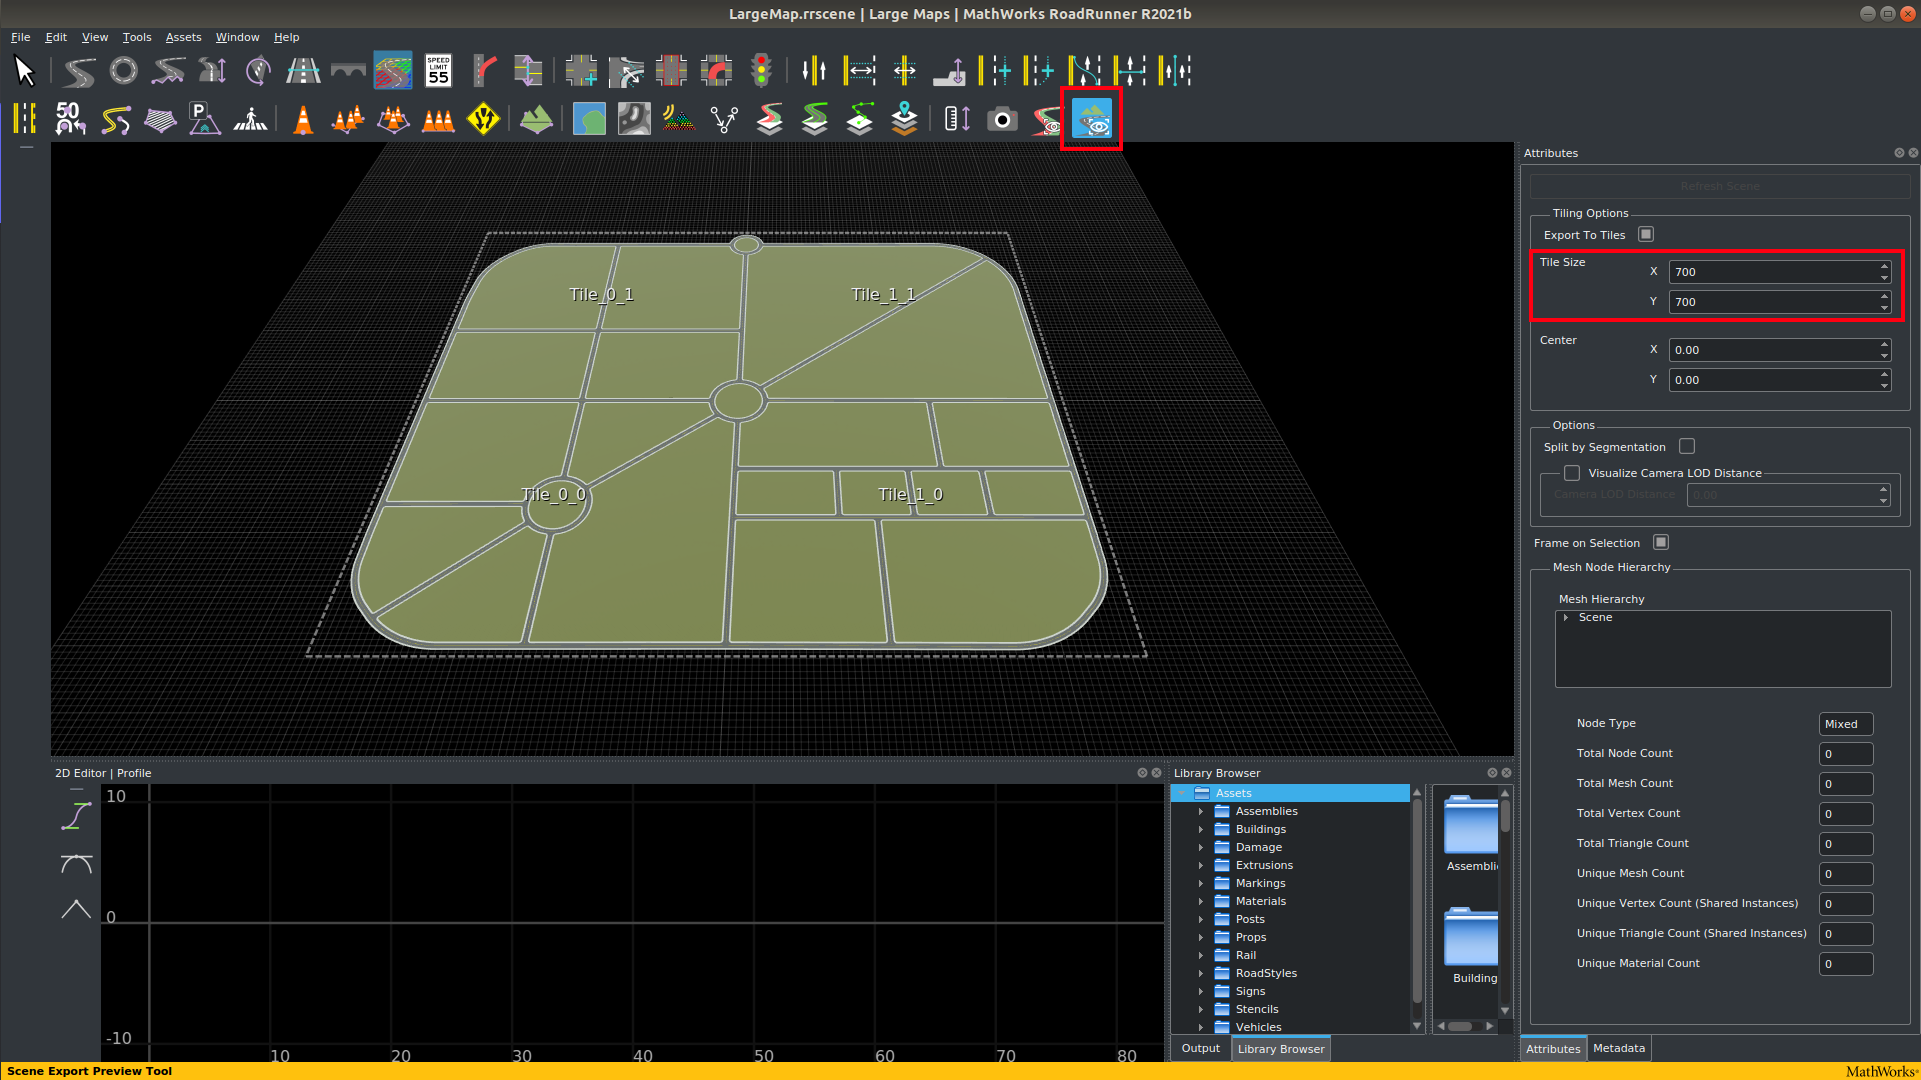 LargeMap.rrscene | Large Maps | MathWorks RoadRunner R2021b
File Edit View Tools Assets Window Help
SPEED LIMIT 55
50
P
Attributes
Refresh Scene
Tiling Options
Export To Tiles
Tile Size
X 700
Y 700
Center
X 0.00
Y 0.00
Options
Split by Segmentation
Visualize Camera LOD Distance
Camera LOD Distance 0.00
Frame on Selection
Mesh Node Hierarchy
Mesh Hierarchy
Scene
Node Type Mixed
Total Node Count 0
Total Mesh Count 0
Total Vertex Count 0
Total Triangle Count 0
Unique Mesh Count 0
Unique Vertex Count (Shared Instances) 0
Unique Triangle Count (Shared Instances) 0
Unique Material Count 0
Attributes Metadata
Tile_0_1 Tile_1_1
Tile_0_0 Tile_1_0
2D Editor | Profile
10
0
-10
10 20 30 40 50 60 70 80
Library Browser
Assets
Assemblies
Buildings
Damage
Extrusions
Markings
Materials
Posts
Props
Rail
RoadStyles
Signs
Stencils
Vehicles
Assemblie
Building
Output Library Browser
Scene Export Preview Tool
MathWorks